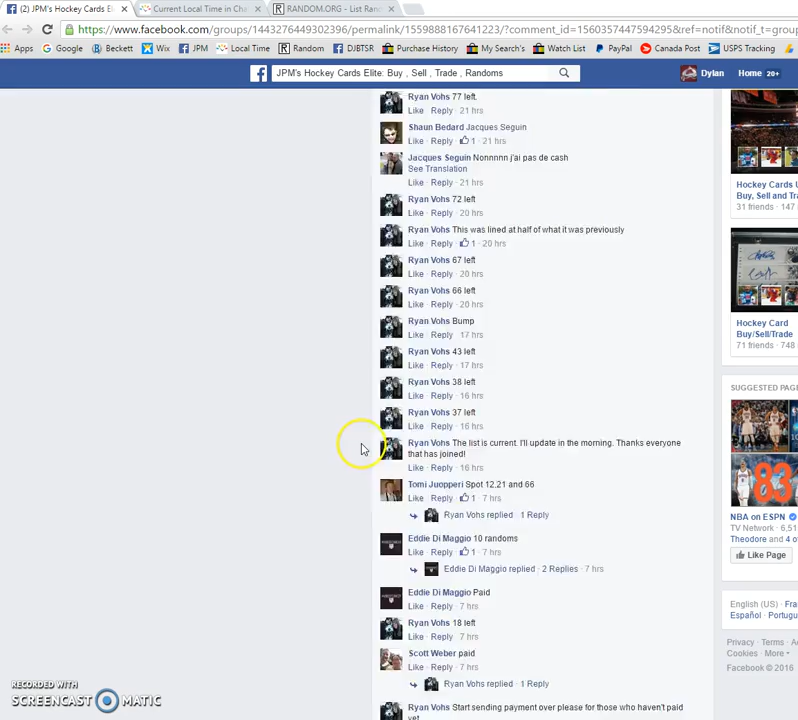 (2) JPM's Hockey Cards El ×
Current Local Time in Cha ×
RANDOM.ORG - List Rand ×
https://www.facebook.com/groups/1443276449302396/permalink/1559888167641223/?comment_id=1560357447594295&ref=notif&notif_t=group
Apps Google Beckett Wix JPM Local Time Random DJBTSR Purchase History My Search's Watch List PayPal Canada Post USPS Tracking
JPM's Hockey Cards Elite: Buy , Sell , Trade , Randoms
Dylan Home 20+
Ryan Vohs 77 left.
Like · Reply · 21 hrs
Shaun Bedard Jacques Seguin
Like · Reply · 1 · 21 hrs
Jacques Seguin Nonnnnn j'ai pas de cash
See Translation
Like · Reply · 21 hrs
Ryan Vohs 72 left
Like · Reply · 20 hrs
Ryan Vohs This was lined at half of what it was previously
Like · Reply · 1 · 20 hrs
Ryan Vohs 67 left
Like · Reply · 20 hrs
Ryan Vohs 66 left
Like · Reply · 20 hrs
Ryan Vohs Bump
Like · Reply · 17 hrs
Ryan Vohs 43 left
Like · Reply · 17 hrs
Ryan Vohs 38 left
Like · Reply · 16 hrs
Ryan Vohs 37 left
Like · Reply · 16 hrs
Ryan Vohs The list is current. I'll update in the morning. Thanks everyone
that has joined!
Like · Reply · 16 hrs
Tomi Juopperi Spot 12,21 and 66
Like · Reply · 1 · 7 hrs
Ryan Vohs replied · 1 Reply
Eddie Di Maggio 10 randoms
Like · Reply · 1 · 7 hrs
Eddie Di Maggio replied · 2 Replies · 7 hrs
Eddie Di Maggio Paid
Like · Reply · 7 hrs
Ryan Vohs 18 left
Like · Reply · 7 hrs
Scott Weber paid
Like · Reply · 1 · 7 hrs
Ryan Vohs replied · 1 Reply
Ryan Vohs Start sending payment over please for those who haven't paid
yet
Hockey Cards U
Buy, Sell and Tra
31 friends · 147
Hockey Card
Buy/Sell/Trade
71 friends · 748
SUGGESTED PAGE
83
NBA on ESPN
TV Network · 6,51
Theodore and 4 o
Like Page
English (US) · Fra
Español · Portugu
Privacy · Terms · A
Cookies · More
Facebook © 2016
RECORDED WITH
SCREENCAST MATIC